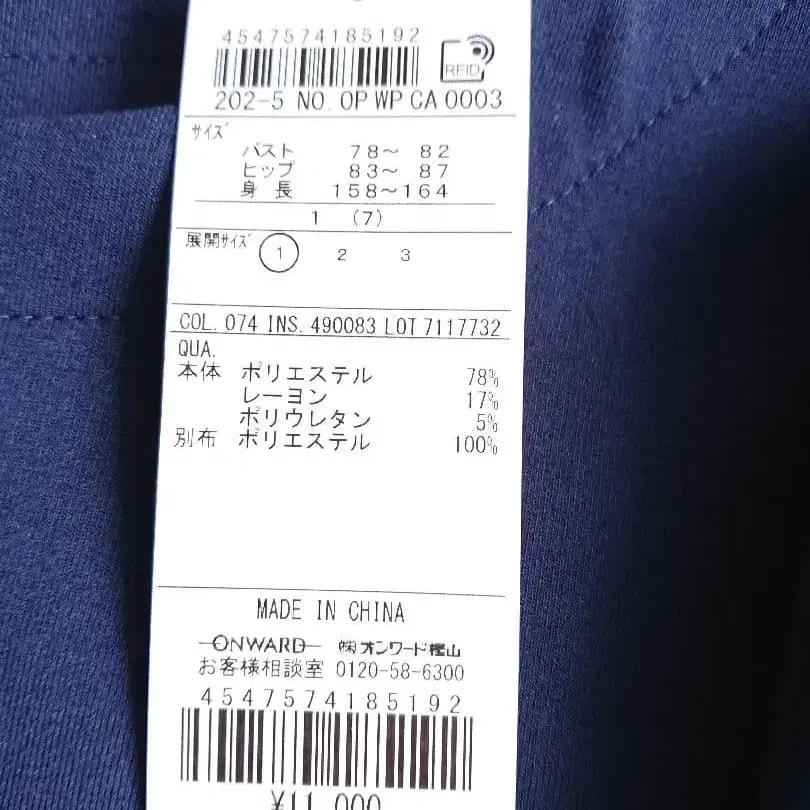 4547574185192
RFID
202-5 NO. OP WP CA 0003
サイズ
バスト 78～ 82
ヒップ 83～ 87
身長 158～164
1 (7)
展開サイズ 1 2 3
COL. 074 INS. 490083 LOT 7117732
QUA.
本体 ポリエステル 78%
レーヨン 17%
ポリウレタン 5%
別布 ポリエステル 100%
MADE IN CHINA
ONWARD ㈱オンワード樫山
お客様相談室 0120-58-6300
4547574185192
¥11,000